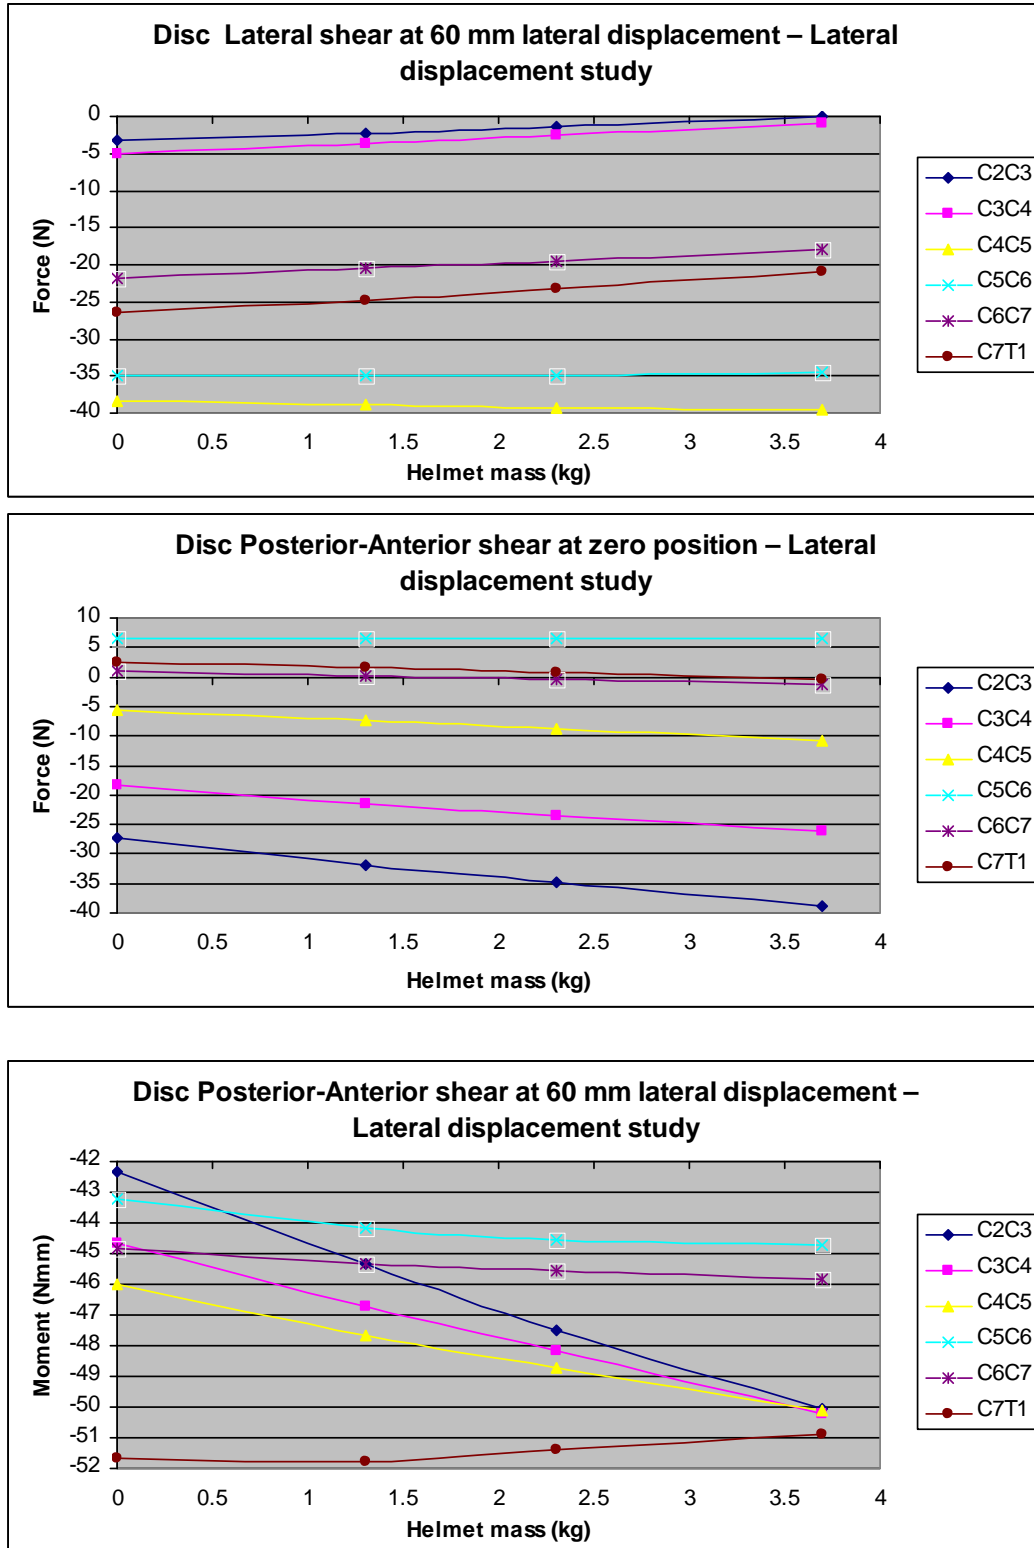 Disc Lateral shear at 60 mm lateral displacement – Lateral
displacement study
0
-5
-10
-15
-20
-25
-30
-35
-40
Force (N)
0 0.5 1 1.5 2 2.5 3 3.5 4
Helmet mass (kg)
C2C3
C3C4
C4C5
C5C6
C6C7
C7T1
Disc Posterior-Anterior shear at zero position – Lateral
displacement study
10
5
0
-5
-10
-15
-20
-25
-30
-35
-40
Force (N)
0 0.5 1 1.5 2 2.5 3 3.5 4
Helmet mass (kg)
C2C3
C3C4
C4C5
C5C6
C6C7
C7T1
Disc Posterior-Anterior shear at 60 mm lateral displacement –
Lateral displacement study
-42
-43
-44
-45
-46
-47
-48
-49
-50
-51
-52
Moment (Nmm)
0 0.5 1 1.5 2 2.5 3 3.5 4
Helmet mass (kg)
C2C3
C3C4
C4C5
C5C6
C6C7
C7T1